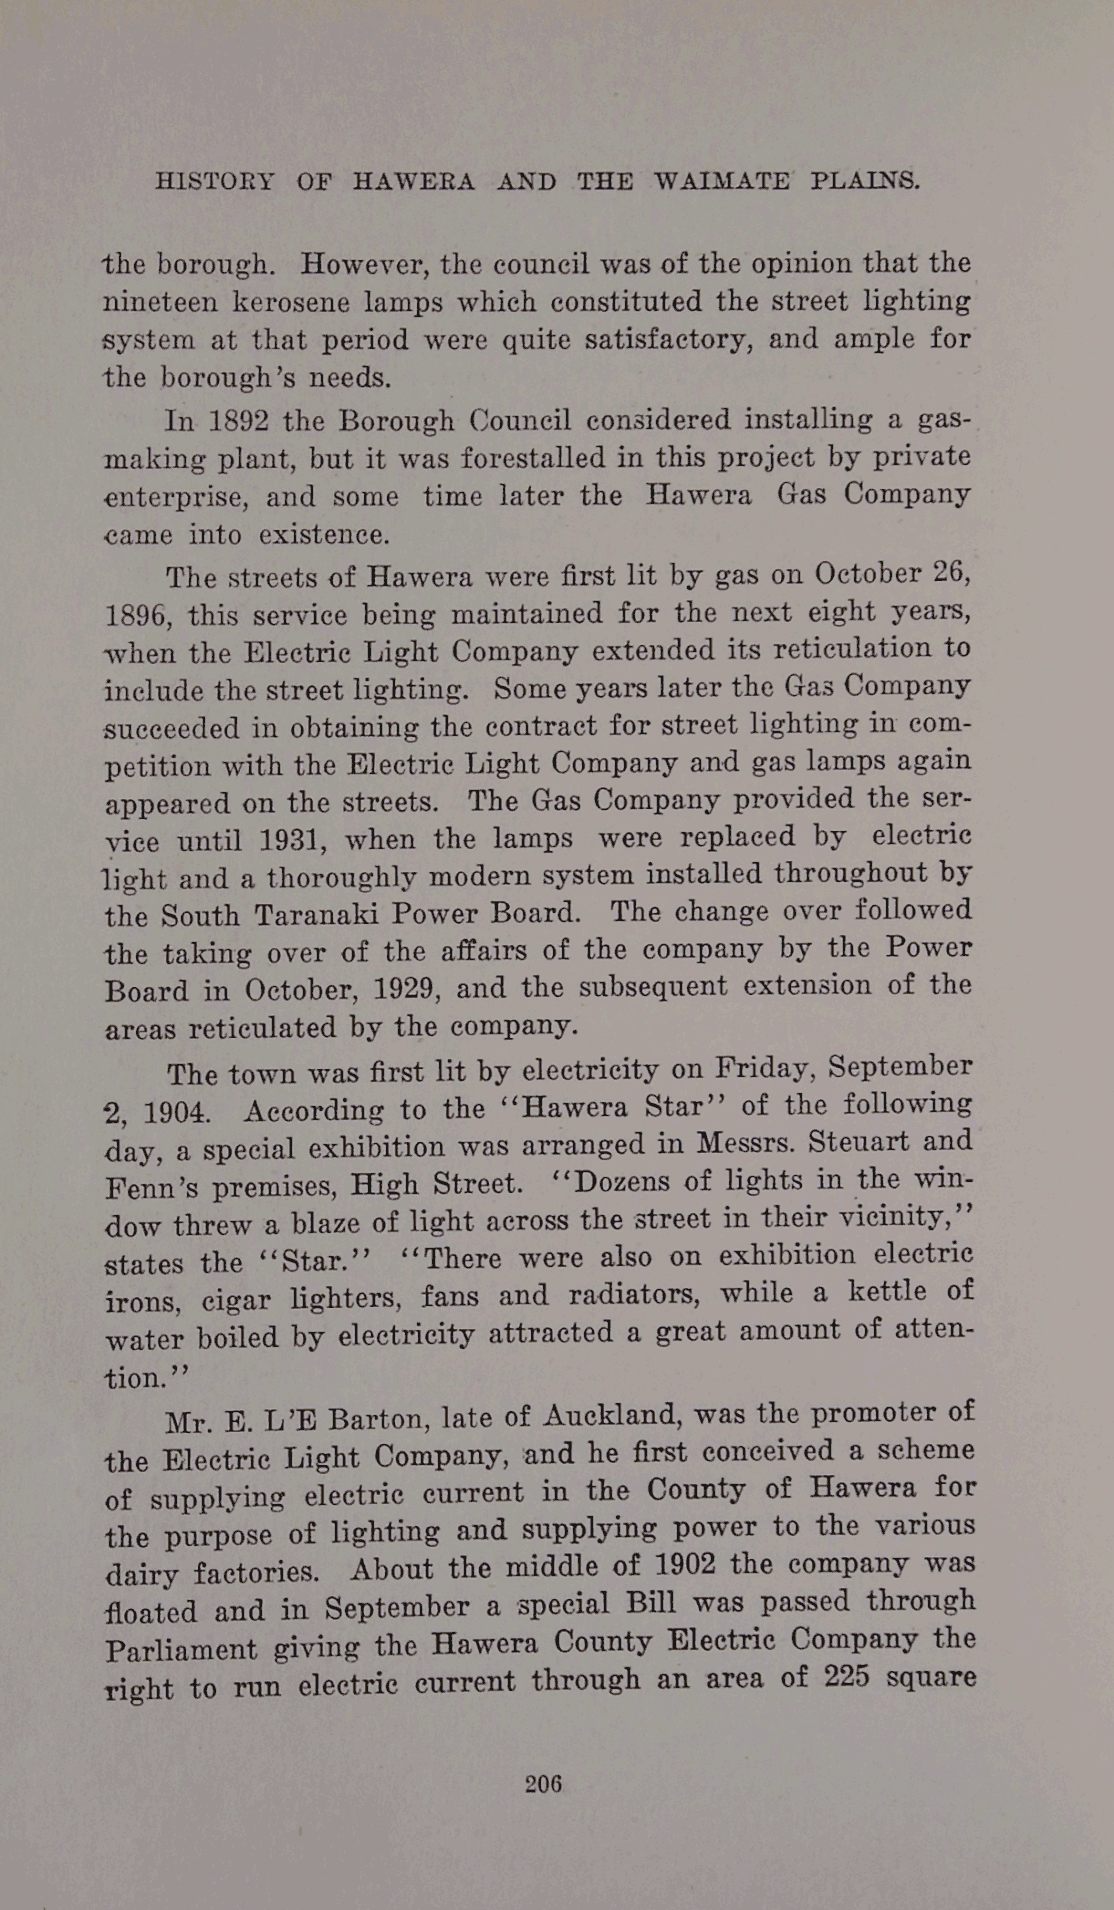 HISTORY OF HAWERA AND THE WAIMATE PLAINS.
the borough. However, the council was of the opinion that the
nineteen kerosene lamps which constituted the street lighting
system at that period were quite satisfactory, and ample for
the borough's needs.
In 1892 the Borough Council considered installing a gas-
making plant, but it was forestalled in this project by private
enterprise, and some time later the Hawera Gas Company
came into existence.
The streets of Hawera were first lit by gas on October 26,
1896, this service being maintained for the next eight years,
when the Electric Light Company extended its reticulation to
include the street lighting. Some years later the Gas Company
succeeded in obtaining the contract for street lighting in com-
petition with the Electric Light Company and gas lamps again
appeared on the streets. The Gas Company provided the ser-
vice until 1931, when the lamps were replaced by electric
light and a thoroughly modern system installed throughout by
the South Taranaki Power Board. The change over followed
the taking over of the affairs of the company by the Power
Board in October, 1929, and the subsequent extension of the
areas reticulated by the company.
The town was first lit by electricity on Friday, September
2, 1904. According to the ''Hawera Star'' of the following
day, a special exhibition was arranged in Messrs. Steuart and
Fenn's premises, High Street. ''Dozens of lights in the win-
dow threw a blaze of light across the street in their vicinity,''
states the ''Star.'' ''There were also on exhibition electric
irons, cigar lighters, fans and radiators, while a kettle of
water boiled by electricity attracted a great amount of atten-
tion.''
Mr. E. L'E Barton, late of Auckland, was the promoter of
the Electric Light Company, and he first conceived a scheme
of supplying electric current in the County of Hawera for
the purpose of lighting and supplying power to the various
dairy factories. About the middle of 1902 the company was
floated and in September a special Bill was passed through
Parliament giving the Hawera County Electric Company the
right to run electric current through an area of 225 square
206